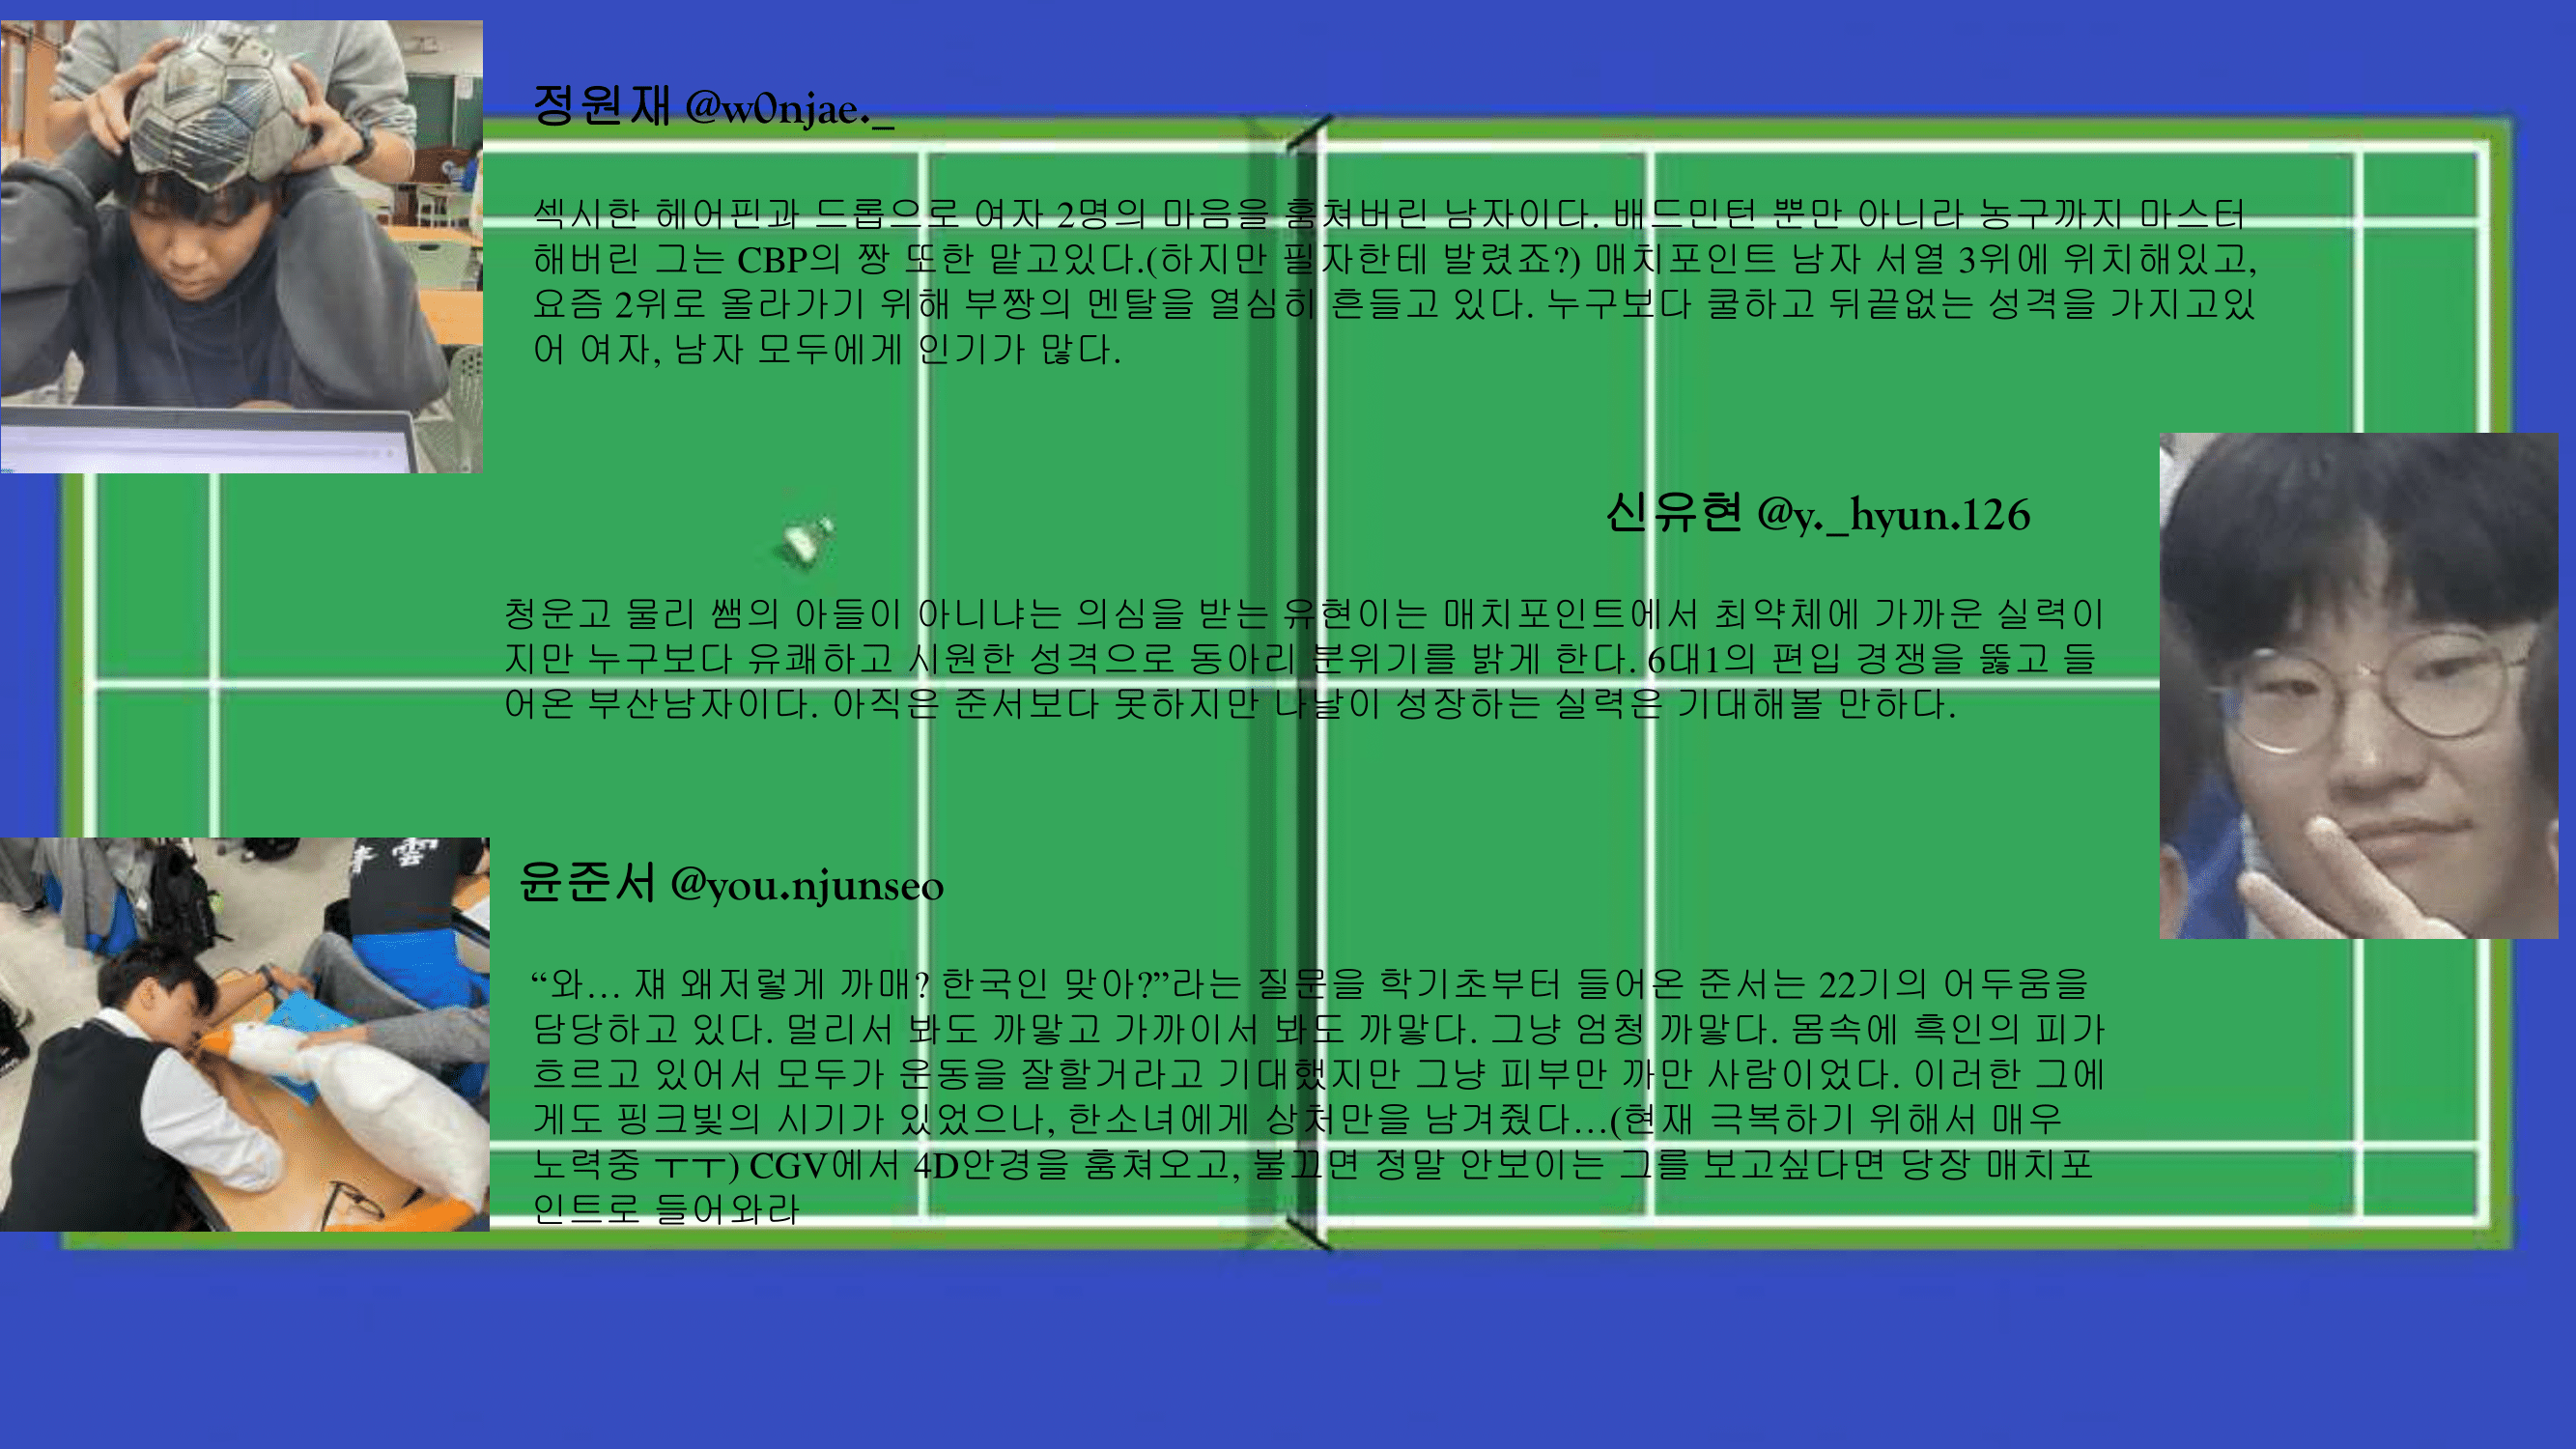 정원재 @w0njae._
섹시한 헤어핀과 드롭으로 여자 2명의 마음을 훔쳐버린 남자이다. 배드민턴 뿐만 아니라 농구까지 마스터
해버린 그는 CBP의 짱 또한 맡고있다.(하지만 필자한테 발렸죠?) 매치포인트 남자 서열 3위에 위치해있고,
요즘 2위로 올라가기 위해 부짱의 멘탈을 열심히 흔들고 있다. 누구보다 쿨하고 뒤끝없는 성격을 가지고있
어 여자, 남자 모두에게 인기가 많다.
신유현 @y._hyun.126
청운고 물리 쌤의 아들이 아니냐는 의심을 받는 유현이는 매치포인트에서 최약체에 가까운 실력이
지만 누구보다 유쾌하고 시원한 성격으로 동아리 분위기를 밝게 한다. 6대1의 편입 경쟁을 뚫고 들
어온 부산남자이다. 아직은 준서보다 못하지만 나날이 성장하는 실력은 기대해볼 만하다.
윤준서 @you.njunseo
“와… 쟤 왜저렇게 까매? 한국인 맞아?”라는 질문을 학기초부터 들어온 준서는 22기의 어두움을
담당하고 있다. 멀리서 봐도 까맣고 가까이서 봐도 까맣다. 그냥 엄청 까맣다. 몸속에 흑인의 피가
흐르고 있어서 모두가 운동을 잘할거라고 기대했지만 그냥 피부만 까만 사람이었다. 이러한 그에
게도 핑크빛의 시기가 있었으나, 한소녀에게 상처만을 남겨줬다…(현재 극복하기 위해서 매우
노력중 ㅜㅜ) CGV에서 4D안경을 훔쳐오고, 불끄면 정말 안보이는 그를 보고싶다면 당장 매치포
인트로 들어와라